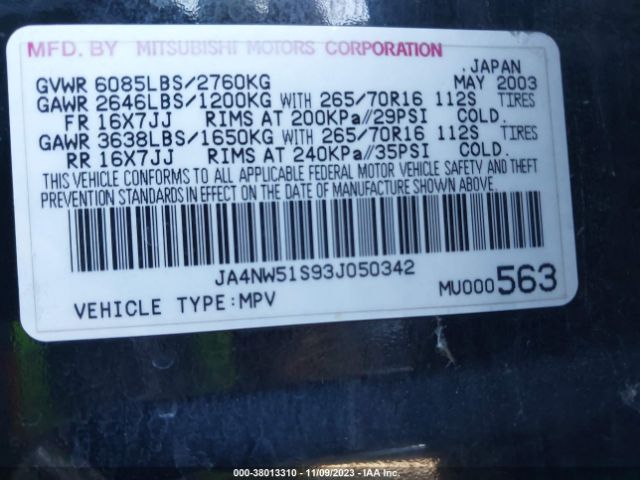 MFD. BY MITSUBISHI MOTORS CORPORATION
JAPAN
GVWR 6085LBS/2760KG MAY 2003
GAWR 2646LBS/1200KG WITH 265/70R16 112S TIRES
FR 16X7JJ RIMS AT 200KPa//29PSI COLD.
GAWR 3638LBS/1650KG WITH 265/70R16 112S TIRES
RR 16X7JJ RIMS AT 240KPa//35PSI COLD.
THIS VEHICLE CONFORMS TO ALL APPLICABLE FEDERAL MOTOR VEHICLE SAFETY AND THEFT
PREVENTION STANDARDS IN EFFECT ON THE DATE OF MANUFACTURE SHOWN ABOVE.
JA4NW51S93J050342
VEHICLE TYPE:MPV MU000563
000-38013310 - 11/09/2023 - IAA, Inc.